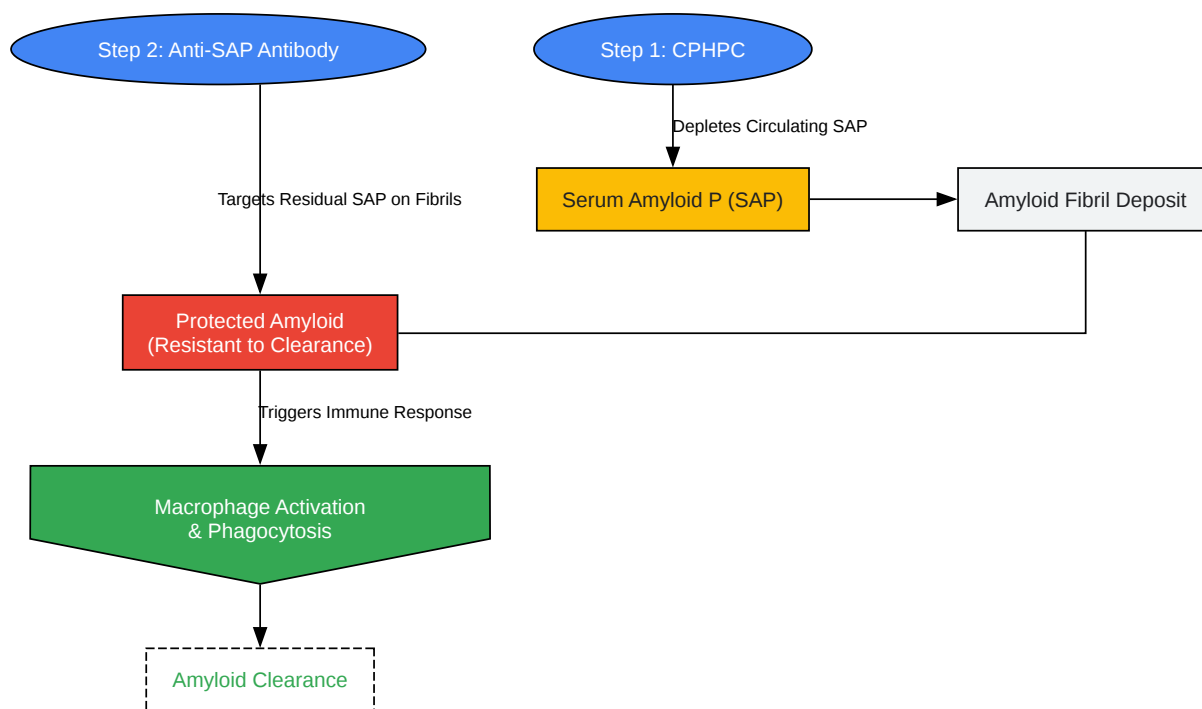 Step 2: Anti-SAP Antibody
Step 1: CPHPC
Depletes Circulating SAP
Targets Residual SAP on Fibrils
Serum Amyloid P (SAP)
Amyloid Fibril Deposit
Protected Amyloid
(Resistant to Clearance)
Triggers Immune Response
Macrophage Activation
& Phagocytosis
Amyloid Clearance